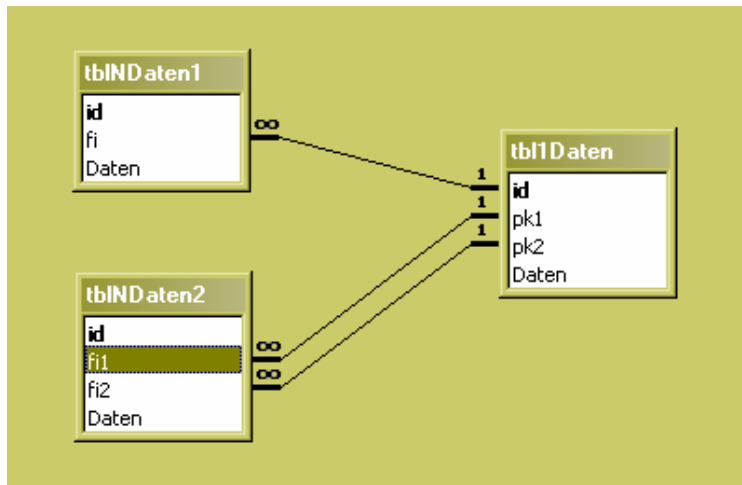 tblNDaten1
id
fi
Daten
∞
tblNDaten2
id
fi1
fi2
Daten
∞
∞
tbl1Daten
1
id
1
pk1
1
pk2
Daten